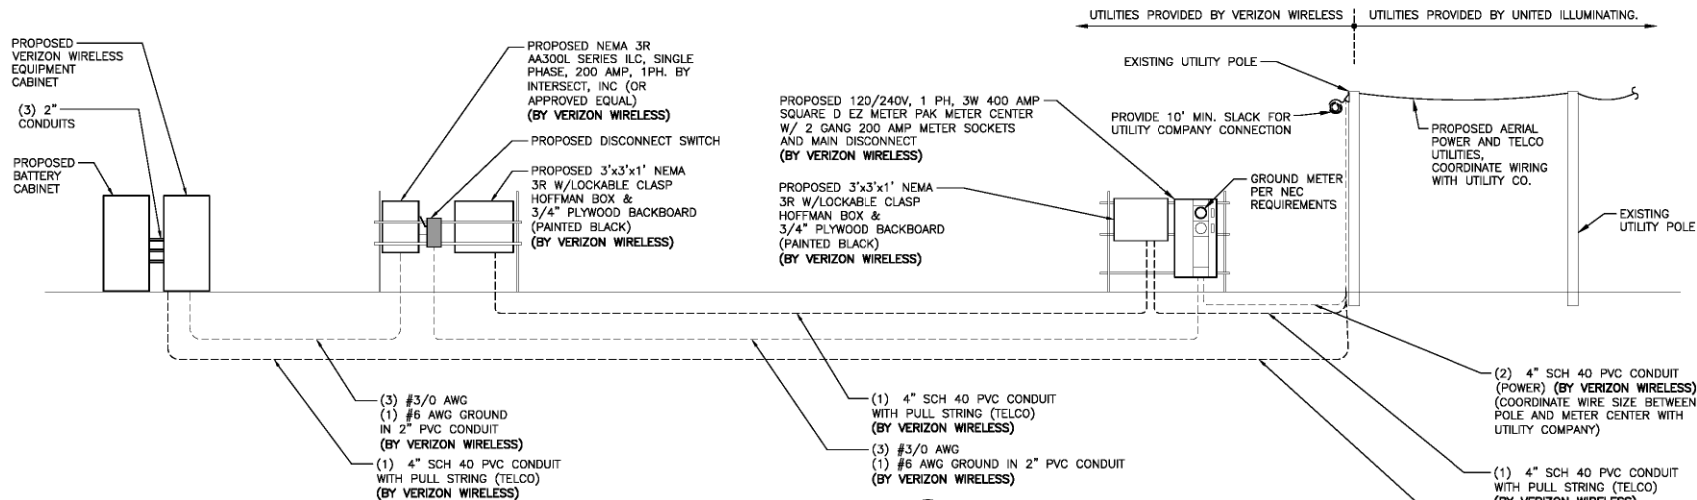 UTILITIES PROVIDED BY VERIZON WIRELESS
UTILITIES PROVIDED BY UNITED ILLUMINATING.
PROPOSED
VERIZON WIRELESS
EQUIPMENT
CABINET
(3) 2"
CONDUITS
PROPOSED
BATTERY
CABINET
PROPOSED NEMA 3R
AA300L SERIES ILC, SINGLE
PHASE, 200 AMP, 1PH. BY
INTERSECT, INC (OR
APPROVED EQUAL)
(BY VERIZON WIRELESS)
PROPOSED DISCONNECT SWITCH
PROPOSED 3'x3'x1' NEMA
3R W/LOCKABLE CLASP
HOFFMAN BOX &
3/4" PLYWOOD BACKBOARD
(PAINTED BLACK)
(BY VERIZON WIRELESS)
PROPOSED 120/240V, 1 PH, 3W 400 AMP
SQUARE D EZ METER PAK METER CENTER
W/ 2 GANG 200 AMP METER SOCKETS
AND MAIN DISCONNECT
(BY VERIZON WIRELESS)
PROPOSED 3'x3'x1' NEMA
3R W/LOCKABLE CLASP
HOFFMAN BOX &
3/4" PLYWOOD BACKBOARD
(PAINTED BLACK)
(BY VERIZON WIRELESS)
EXISTING UTILITY POLE
PROVIDE 10' MIN. SLACK FOR
UTILITY COMPANY CONNECTION
GROUND METER
PER NEC
REQUIREMENTS
PROPOSED AERIAL
POWER AND TELCO
UTILITIES,
COORDINATE WIRING
WITH UTILITY CO.
EXISTING
UTILITY POLE
(3) #3/0 AWG
(1) #6 AWG GROUND
IN 2" PVC CONDUIT
(BY VERIZON WIRELESS)
(1) 4" SCH 40 PVC CONDUIT
WITH PULL STRING (TELCO)
(BY VERIZON WIRELESS)
(1) 4" SCH 40 PVC CONDUIT
WITH PULL STRING (TELCO)
(BY VERIZON WIRELESS)
(3) #3/0 AWG
(1) #6 AWG GROUND IN 2" PVC CONDUIT
(BY VERIZON WIRELESS)
(2) 4" SCH 40 PVC CONDUIT
(POWER) (BY VERIZON WIRELESS)
(COORDINATE WIRE SIZE BETWEEN
POLE AND METER CENTER WITH
UTILITY COMPANY)
(1) 4" SCH 40 PVC CONDUIT
WITH PULL STRING (TELCO)
(BY VERIZON WIRELESS)